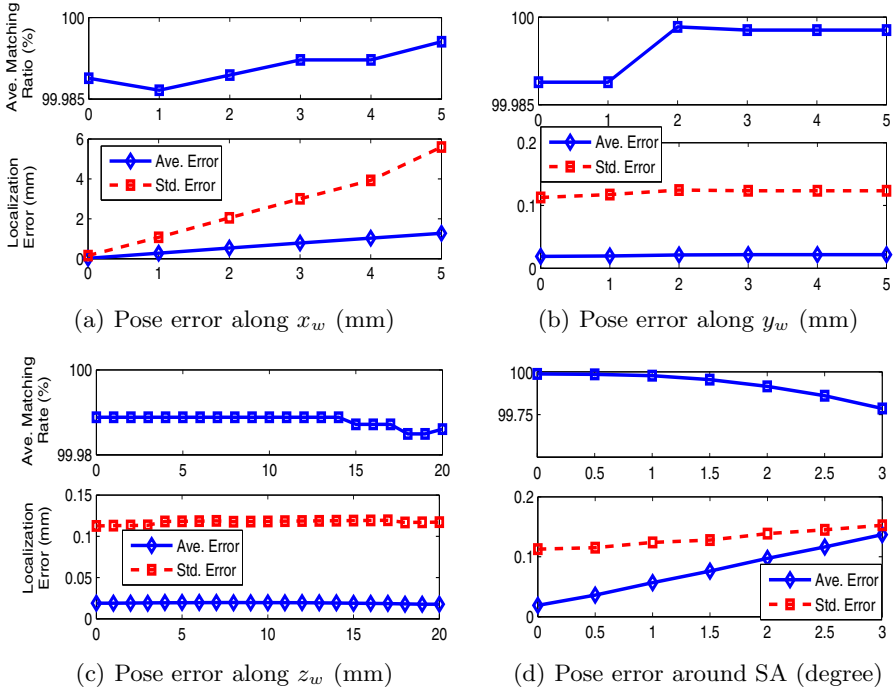 100
99.985
Ave. Matching
Ratio (%)
0 1 2 3 4 5
6
4
2
0
Localization
Error (mm)
Ave. Error
Std. Error
0 1 2 3 4 5
(a) Pose error along x_w (mm)
100
99.985
0 1 2 3 4 5
0.2
0.1
0
Ave. Error
Std. Error
0 1 2 3 4 5
(b) Pose error along y_w (mm)
100
99.98
Ave. Matching
Rate (%)
0 5 10 15 20
0.15
0.1
0.05
0
Localization
Error (mm)
Ave. Error
Std. Error
0 5 10 15 20
(c) Pose error along z_w (mm)
100
99.75
0 0.5 1 1.5 2 2.5 3
0.2
0.1
0
Ave. Error
Std. Error
0 0.5 1 1.5 2 2.5 3
(d) Pose error around SA (degree)